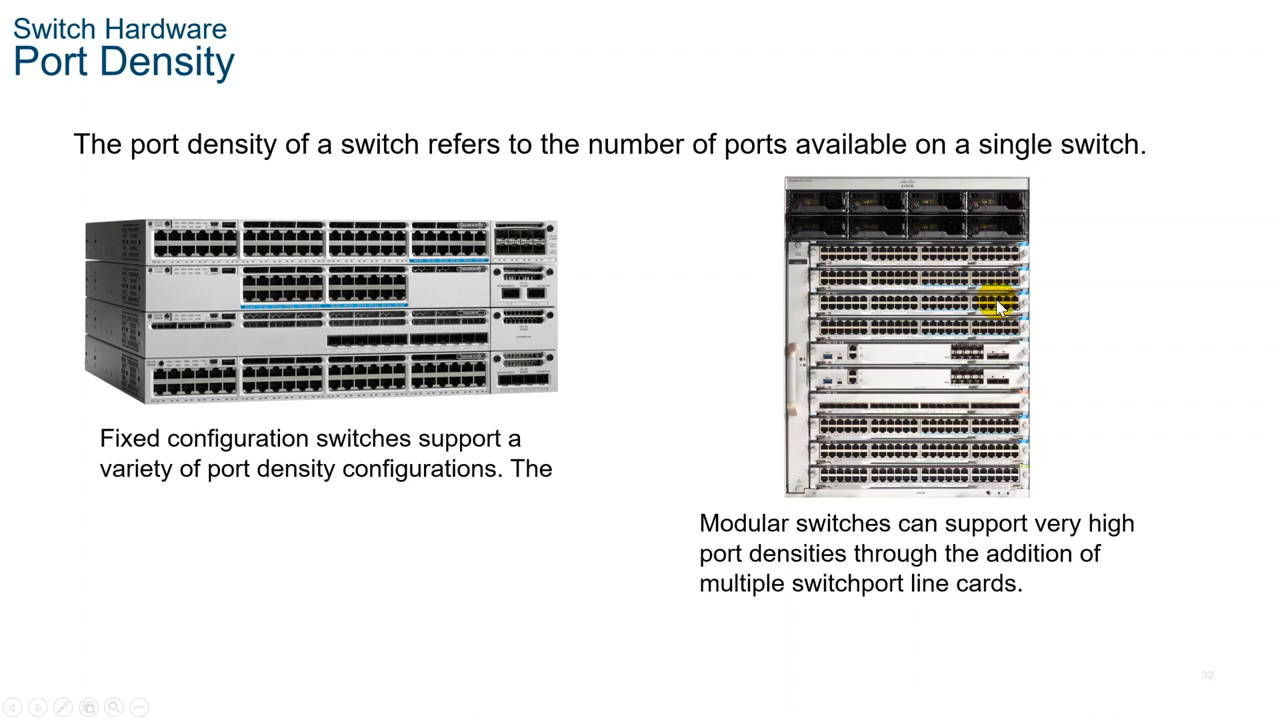 Switch Hardware
Port Density
The port density of a switch refers to the number of ports available on a single switch.
CISCO
Fixed configuration switches support a
variety of port density configurations. The
Modular switches can support very high
port densities through the addition of
multiple switchport line cards.
32